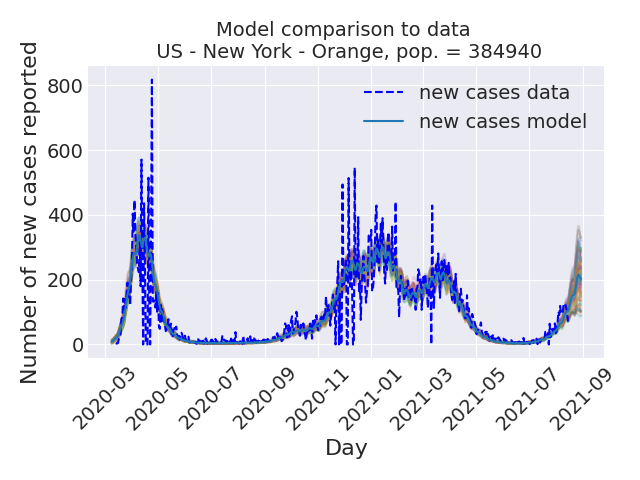 Model comparison to data
US - New York - Orange, pop. = 384940
Number of new cases reported
800
600
400
200
0
new cases data
new cases model
2020-03
2020-05
2020-07
2020-09
2020-11
2021-01
2021-03
2021-05
2021-07
2021-09
Day